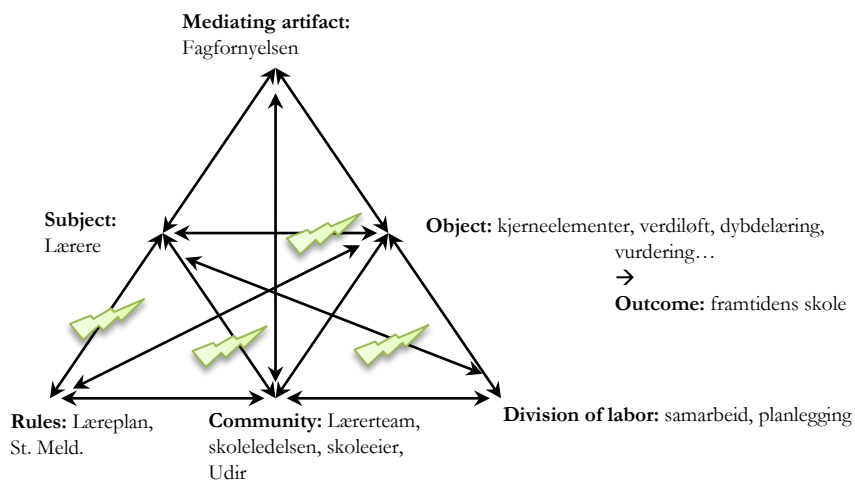 Mediating artifact:
Fagfornyelsen
Subject:
Lærere
Object: kjerneelementer, verdiløft, dybdelæring,
vurdering…
→
Outcome: framtidens skole
Rules: Læreplan,
St. Meld.
Community: Lærerteam,
skoleledelsen, skoleeier,
Udir
Division of labor: samarbeid, planlegging